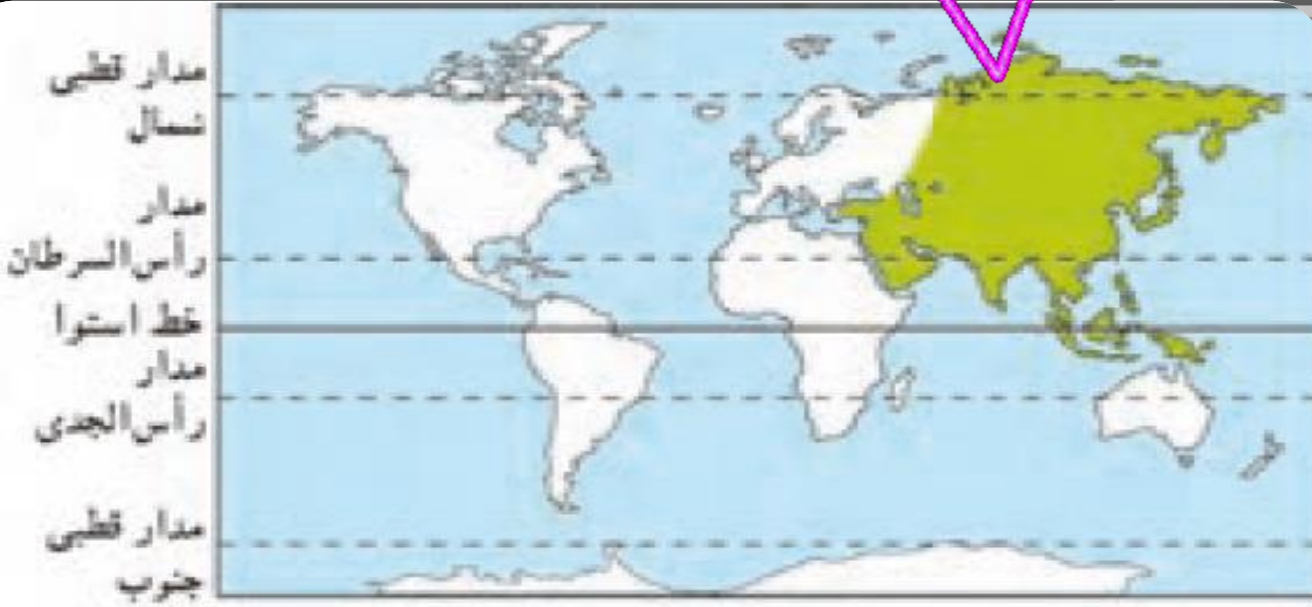 مدار قطبی
شمال
مدار
رأس‌السرطان
خط استوا
مدار
رأس‌الجدی
مدار قطبی
جنوب